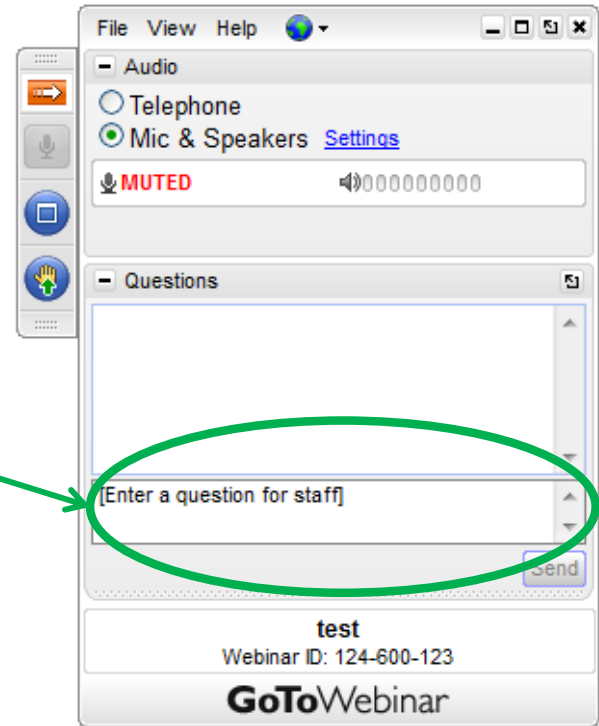 File View Help
Audio
Telephone
Mic & Speakers Settings
MUTED 000000000
Questions
[Enter a question for staff]
Send
test
Webinar ID: 124-600-123
GoToWebinar